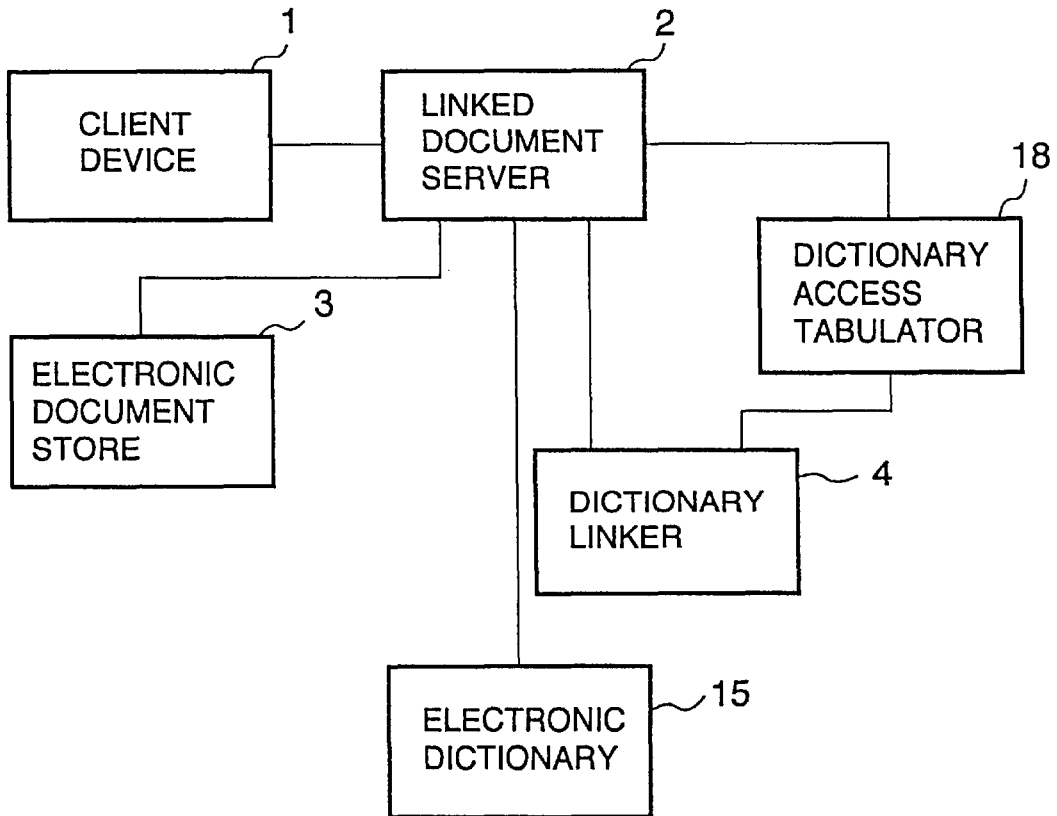 1
CLIENT
DEVICE
2
LINKED
DOCUMENT
SERVER
18
DICTIONARY
ACCESS
TABULATOR
3
ELECTRONIC
DOCUMENT
STORE
4
DICTIONARY
LINKER
15
ELECTRONIC
DICTIONARY